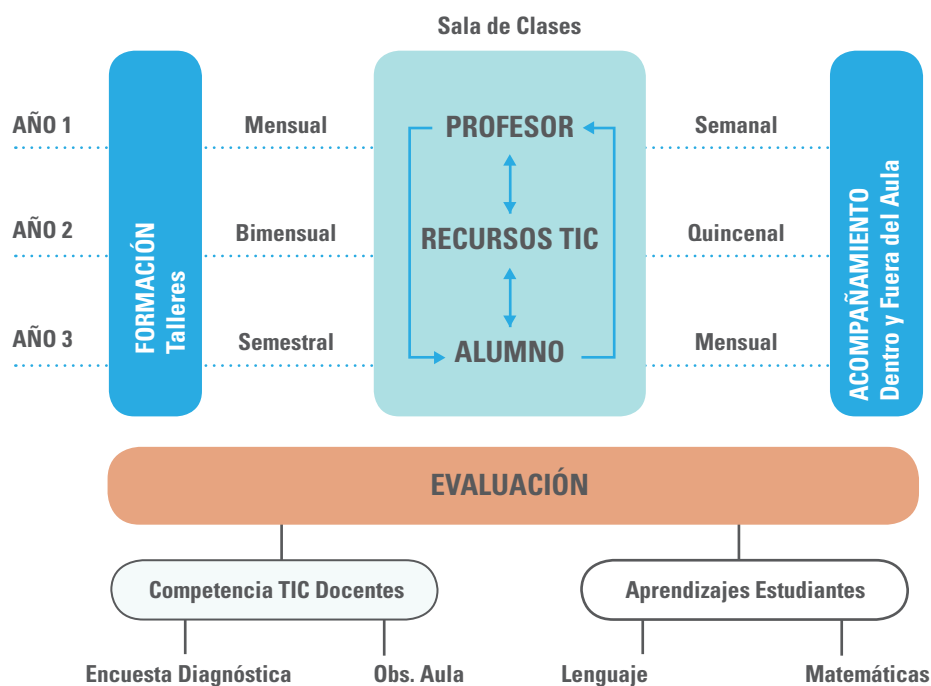 Sala de Clases
AÑO 1
Mensual
PROFESOR
Semanal
AÑO 2
Bimensual
RECURSOS TIC
Quincenal
AÑO 3
Semestral
ALUMNO
Mensual
FORMACIÓN
Talleres
ACOMPAÑAMIENTO
Dentro y Fuera del Aula
EVALUACIÓN
Competencia TIC Docentes
Aprendizajes Estudiantes
Encuesta Diagnóstica
Obs. Aula
Lenguaje
Matemáticas